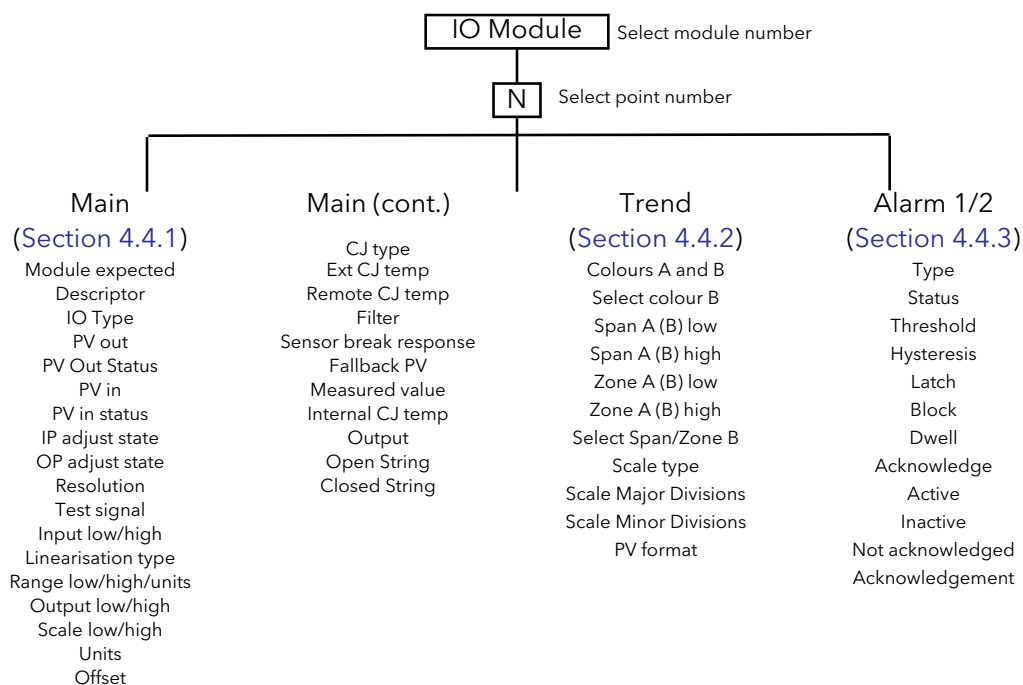 IO Module
Select module number
N
Select point number
Main
(Section 4.4.1)
Module expected
Descriptor
IO Type
PV out
PV Out Status
PV in
PV in status
IP adjust state
OP adjust state
Resolution
Test signal
Input low/high
Linearisation type
Range low/high/units
Output low/high
Scale low/high
Units
Offset
Main (cont.)
CJ type
Ext CJ temp
Remote CJ temp
Filter
Sensor break response
Fallback PV
Measured value
Internal CJ temp
Output
Open String
Closed String
Trend
(Section 4.4.2)
Colours A and B
Select colour B
Span A (B) low
Span A (B) high
Zone A (B) low
Zone A (B) high
Select Span/Zone B
Scale type
Scale Major Divisions
Scale Minor Divisions
PV format
Alarm 1/2
(Section 4.4.3)
Type
Status
Threshold
Hysteresis
Latch
Block
Dwell
Acknowledge
Active
Inactive
Not acknowledged
Acknowledgement